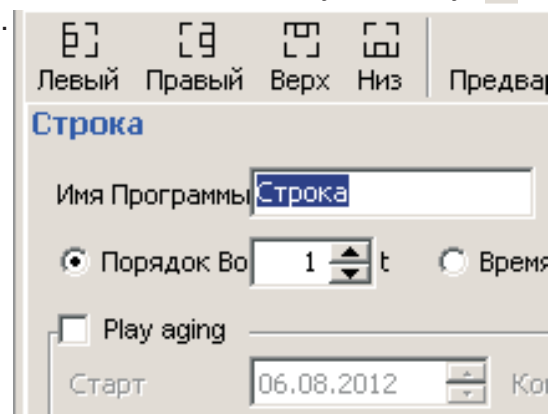 .
Левый Правый Верх Низ Предвар
Строка
Имя Программы Строка
Порядок Во 1 t Время
Play aging
Старт 06.08.2012 Кон